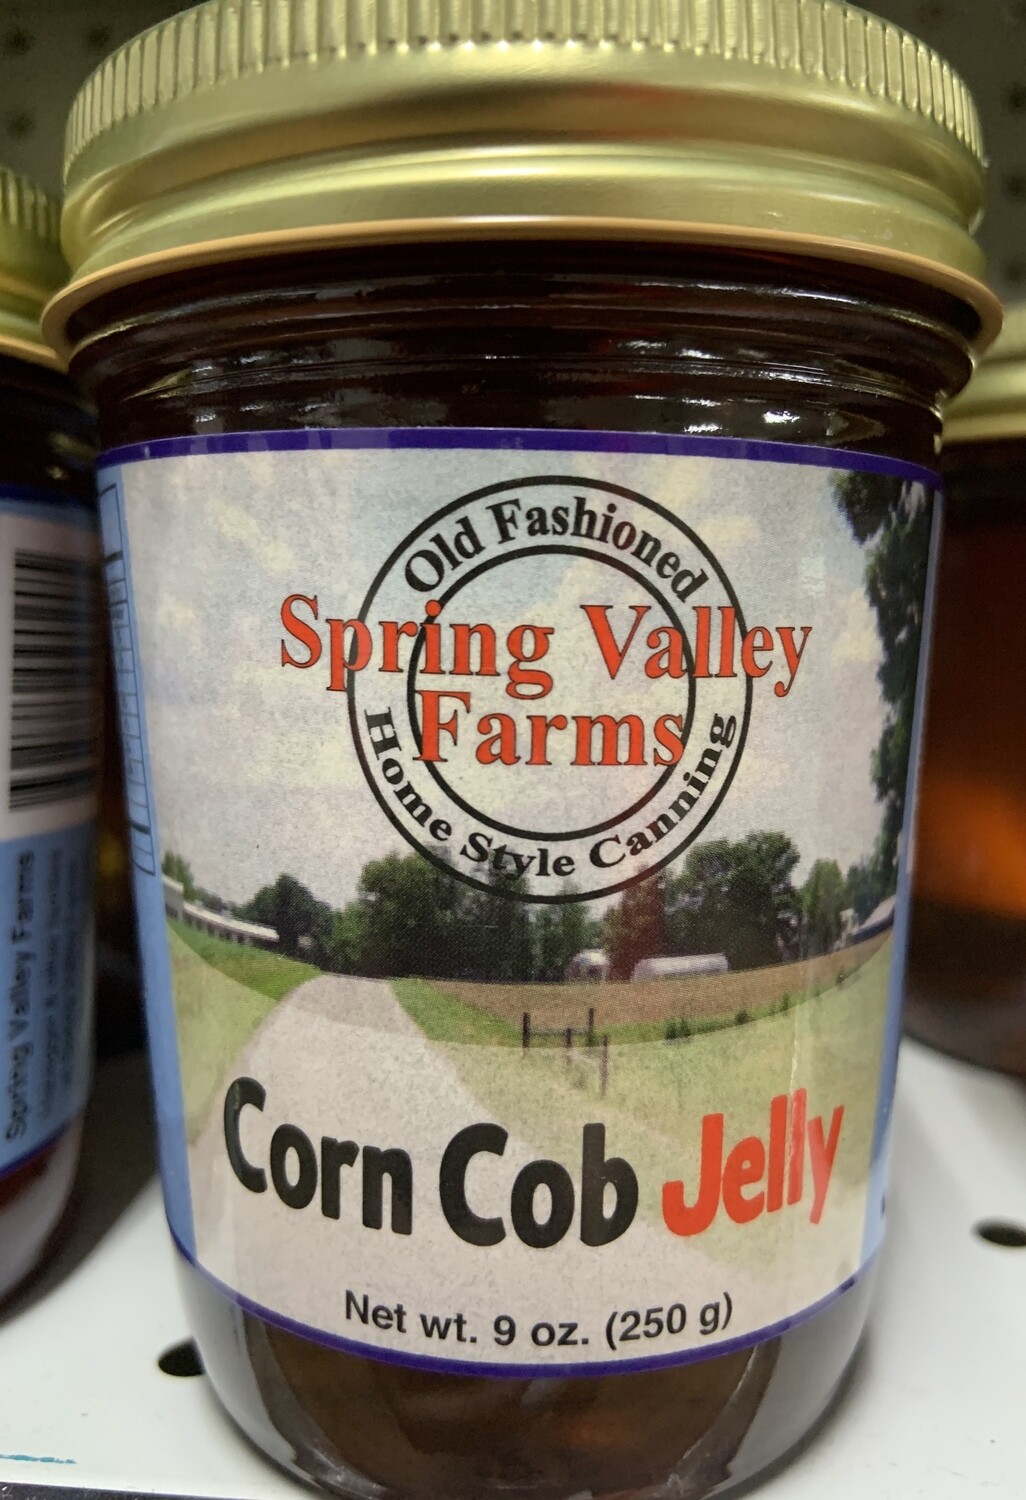 Old Fashioned
Spring Valley
Farms
Home Style Canning
Corn Cob Jelly
Net wt. 9 oz. (250 g)
Spring Valley Farms